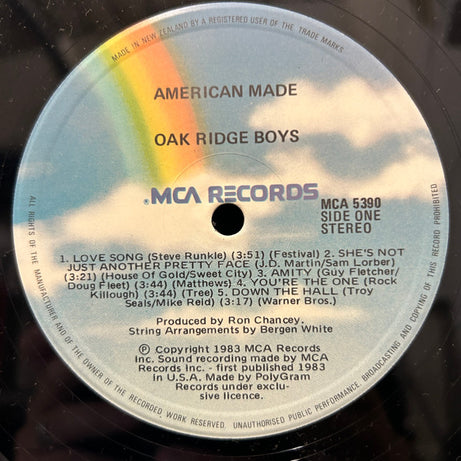 MADE IN NEW ZEALAND BY A REGISTERED USER OF THE TRADE MARKS
AMERICAN MADE
OAK RIDGE BOYS
®MCA RECORDS
MCA 5390
SIDE ONE
STEREO
1. LOVE SONG (Steve Runkle) (3:51) (Festival) 2. SHE'S NOT
JUST ANOTHER PRETTY FACE (J.D. Martin/Sam Lorber)
(3:21) (House Of Gold/Sweet City) 3. AMITY (Guy Fletcher/
Doug Fleet) (3:44) (Matthews) 4. YOU'RE THE ONE (Rock
Killough) (3:44) (Tree) 5. DOWN THE HALL (Troy
Seals/Mike Reid) (3:17) (Warner Bros.)
Produced by Ron Chancey.
String Arrangements by Bergen White
℗ Copyright 1983 MCA Records
Inc. Sound recording made by MCA
Records Inc. - first published 1983
in U.S.A. Made by PolyGram
Records under exclu-
sive licence.
ALL RIGHTS OF THE MANUFACTURER AND OF THE OWNER OF THE RECORDED WORK RESERVED. UNAUTHORISED PUBLIC PERFORMANCE, BROADCASTING AND COPYING OF THIS RECORD PROHIBITED